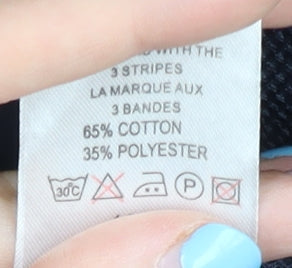 WITH THE
3 STRIPES
LA MARQUE AUX
3 BANDES
65% COTTON
35% POLYESTER
30°C P